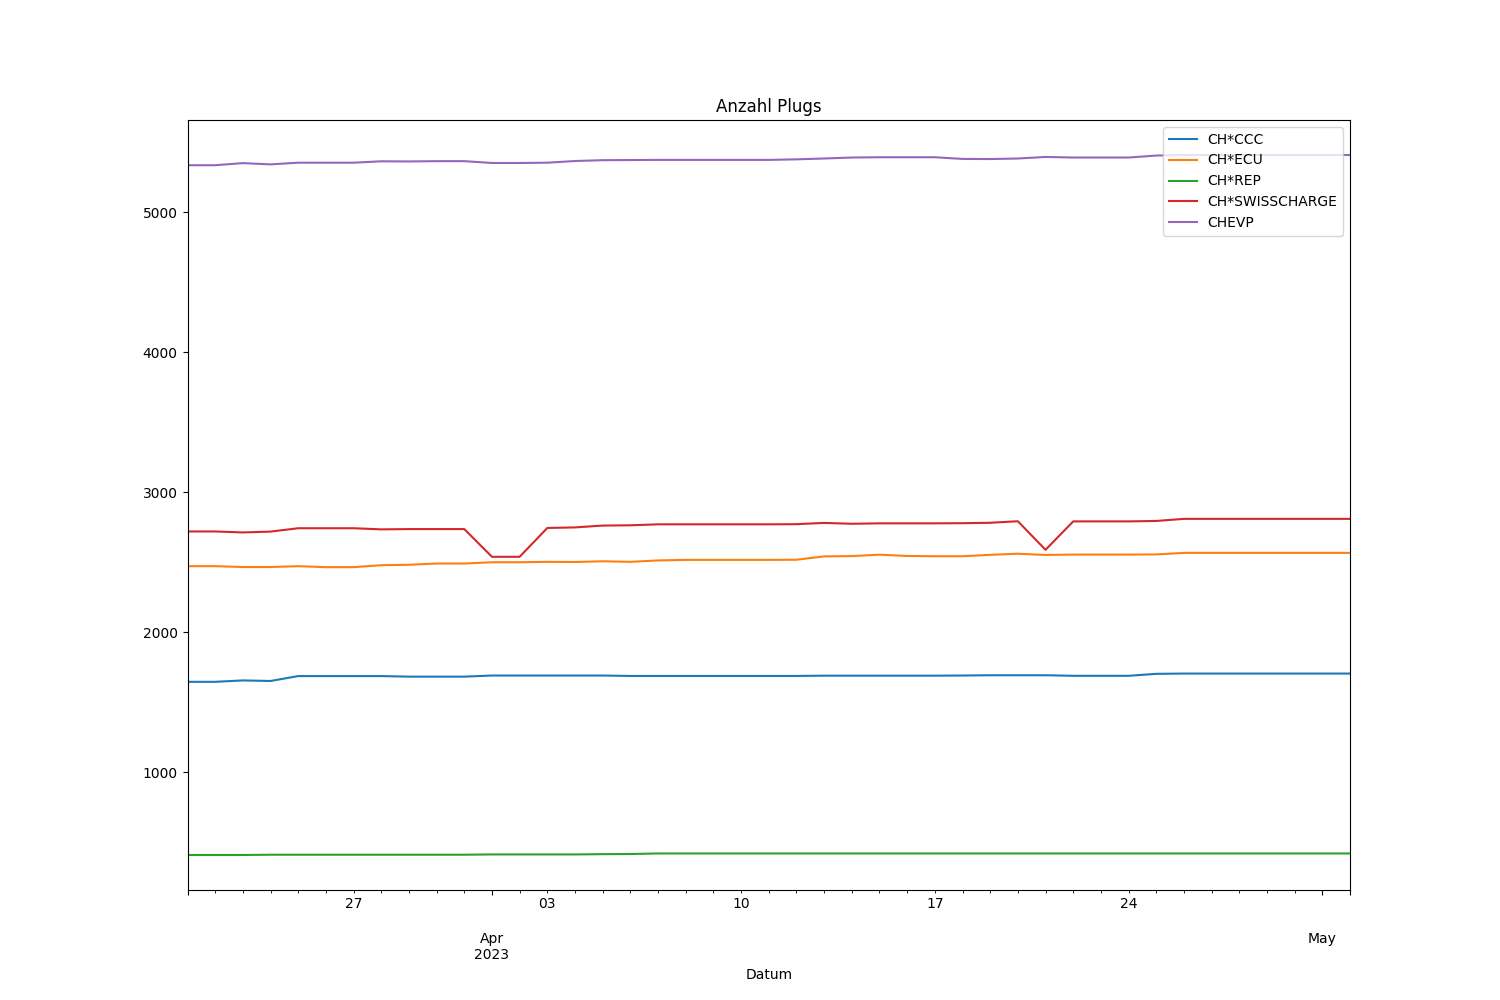 Anzahl Plugs
CH*CCC
CH*ECU
CH*REP
CH*SWISSCHARGE
CHEVP
5000
4000
3000
2000
1000
27 03 10 17 24
Apr May
2023
Datum